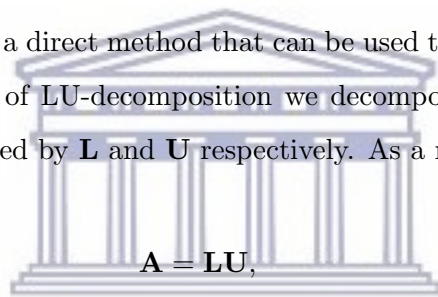 a direct method that can be used t
of LU-decomposition we decompo
ed by L and U respectively. As a
A = LU,